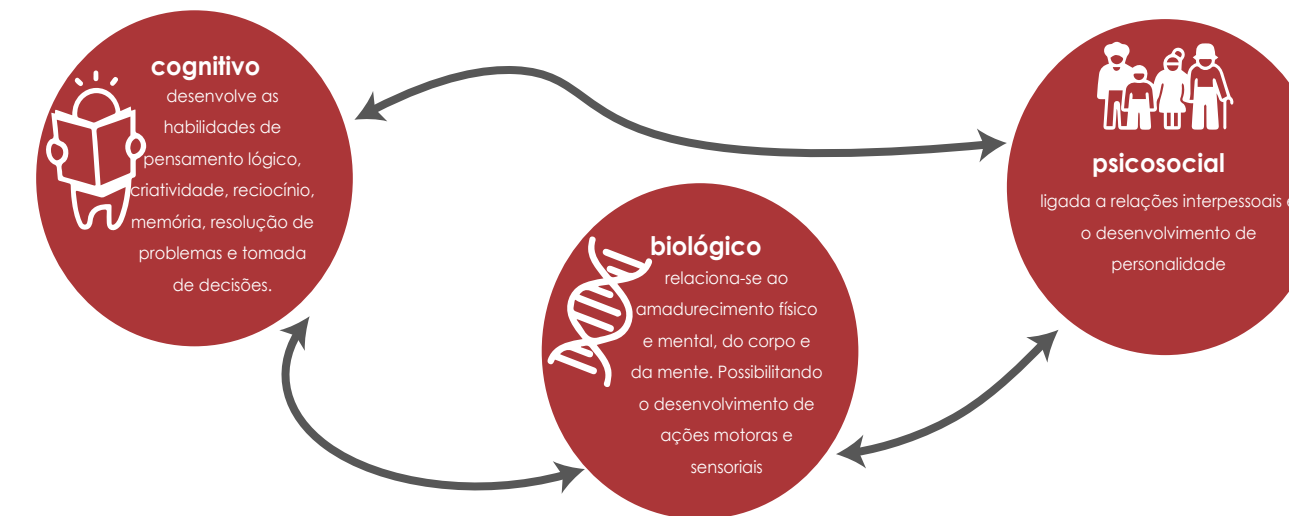 cognitivo
desenvolve as
habilidades de
pensamento lógico,
criatividade, reciocínio,
memória, resolução de
problemas e tomada
de decisões.
psicosocial
ligada a relações interpessoais e
o desenvolvimento de
personalidade
biológico
relaciona-se ao
amadurecimento físico
e mental, do corpo e
da mente. Possibilitando
o desenvolvimento de
ações motoras e
sensoriais